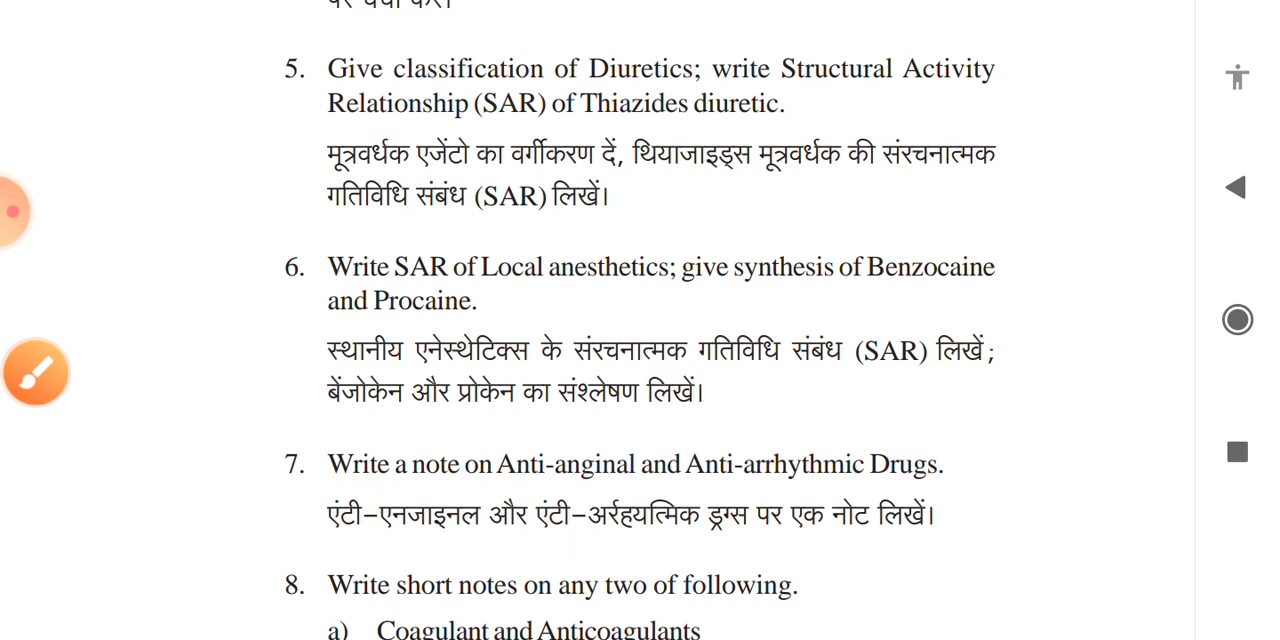 5. Give classification of Diuretics; write Structural Activity
Relationship (SAR) of Thiazides diuretic.
मूत्रवर्धक एजेंटो का वर्गीकरण दें, थियाजाइड्स मूत्रवर्धक की संरचनात्मक
गतिविधि संबंध (SAR) लिखें।
6. Write SAR of Local anesthetics; give synthesis of Benzocaine
and Procaine.
स्थानीय एनेस्थेटिक्स के संरचनात्मक गतिविधि संबंध (SAR) लिखें;
बेंजोकेन और प्रोकेन का संश्लेषण लिखें।
7. Write a note on Anti-anginal and Anti-arrhythmic Drugs.
एंटी-एनजाइनल और एंटी-अर्रहयत्मिक ड्रग्स पर एक नोट लिखें।
8. Write short notes on any two of following.
a) Coagulant and Anticoagulants